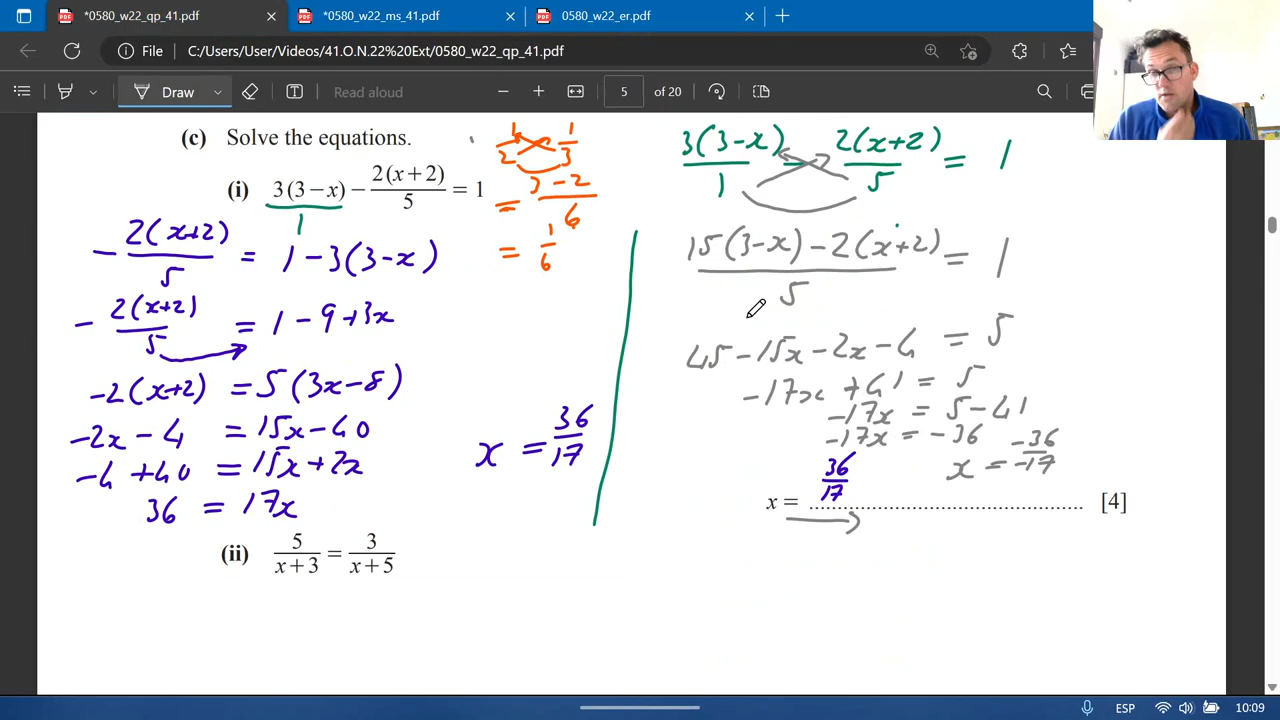 *0580_w22_qp_41.pdf
*0580_w22_ms_41.pdf
0580_w22_er.pdf
File
C:/Users/User/Videos/41.O.N.22%20Ext/0580_w22_qp_41.pdf
Draw
Read aloud
5 of 20
(c) Solve the equations.
(i) 3(3−x) − 2(x+2)/5 = 1
1
− 2(x+2)/5 = 1 − 3(3−x)
− 2(x+2)/5 = 1 − 9 + 3x
−2(x+2) = 5(3x−8)
−2x − 4 = 15x − 40
−4 + 40 = 15x + 2x
36 = 17x
x = 36/17
1/2 1/3
= 3−2/6
= 1/6
3(3−x)/1 − 2(x+2)/5 = 1
15(3−x) − 2(x+2)/5 = 1
45 − 15x − 2x − 4 = 5
−17x + 41 = 5
−17x = 5 − 41
−17x = −36
x = −36/−17
x = 36/17 [4]
(ii) 5/x+3 = 3/x+5
ESP
10:09